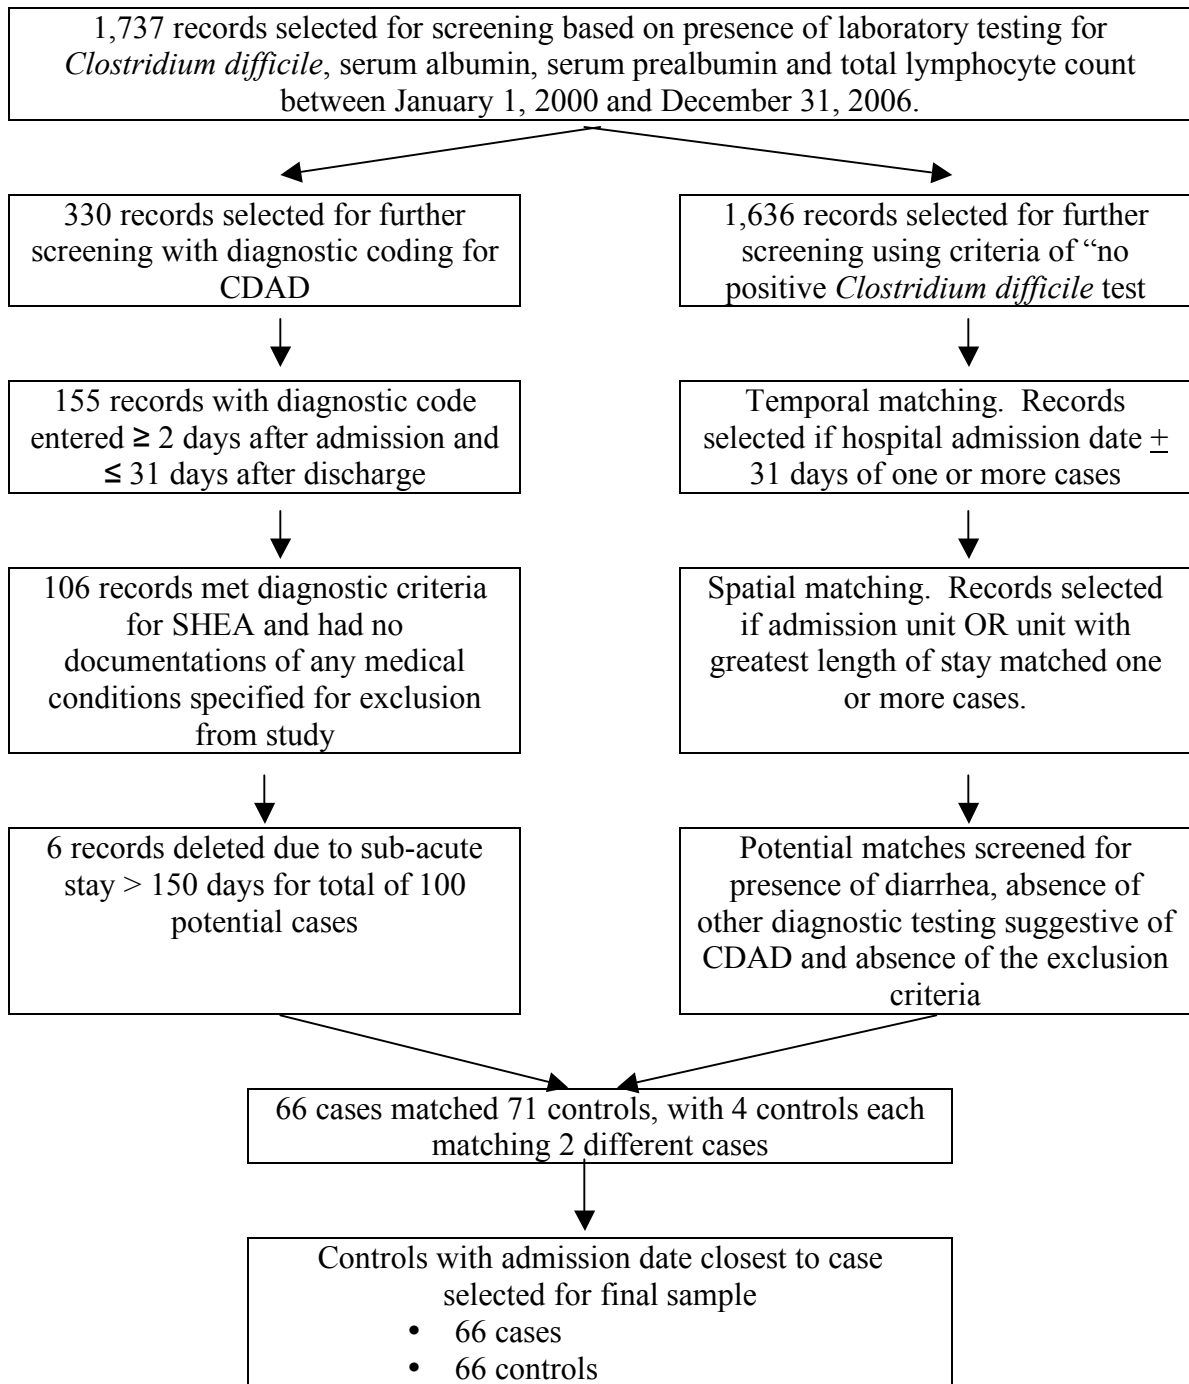 1,737 records selected for screening based on presence of laboratory testing for
Clostridium difficile, serum albumin, serum prealbumin and total lymphocyte count
between January 1, 2000 and December 31, 2006.
330 records selected for further
screening with diagnostic coding for
CDAD
1,636 records selected for further
screening using criteria of “no
positive Clostridium difficile test
155 records with diagnostic code
entered ≥ 2 days after admission and
≤ 31 days after discharge
Temporal matching. Records
selected if hospital admission date ±
31 days of one or more cases
106 records met diagnostic criteria
for SHEA and had no
documentations of any medical
conditions specified for exclusion
from study
Spatial matching. Records selected
if admission unit OR unit with
greatest length of stay matched one
or more cases.
6 records deleted due to sub-acute
stay > 150 days for total of 100
potential cases
Potential matches screened for
presence of diarrhea, absence of
other diagnostic testing suggestive of
CDAD and absence of the exclusion
criteria
66 cases matched 71 controls, with 4 controls each
matching 2 different cases
Controls with admission date closest to case
selected for final sample
• 66 cases
• 66 controls